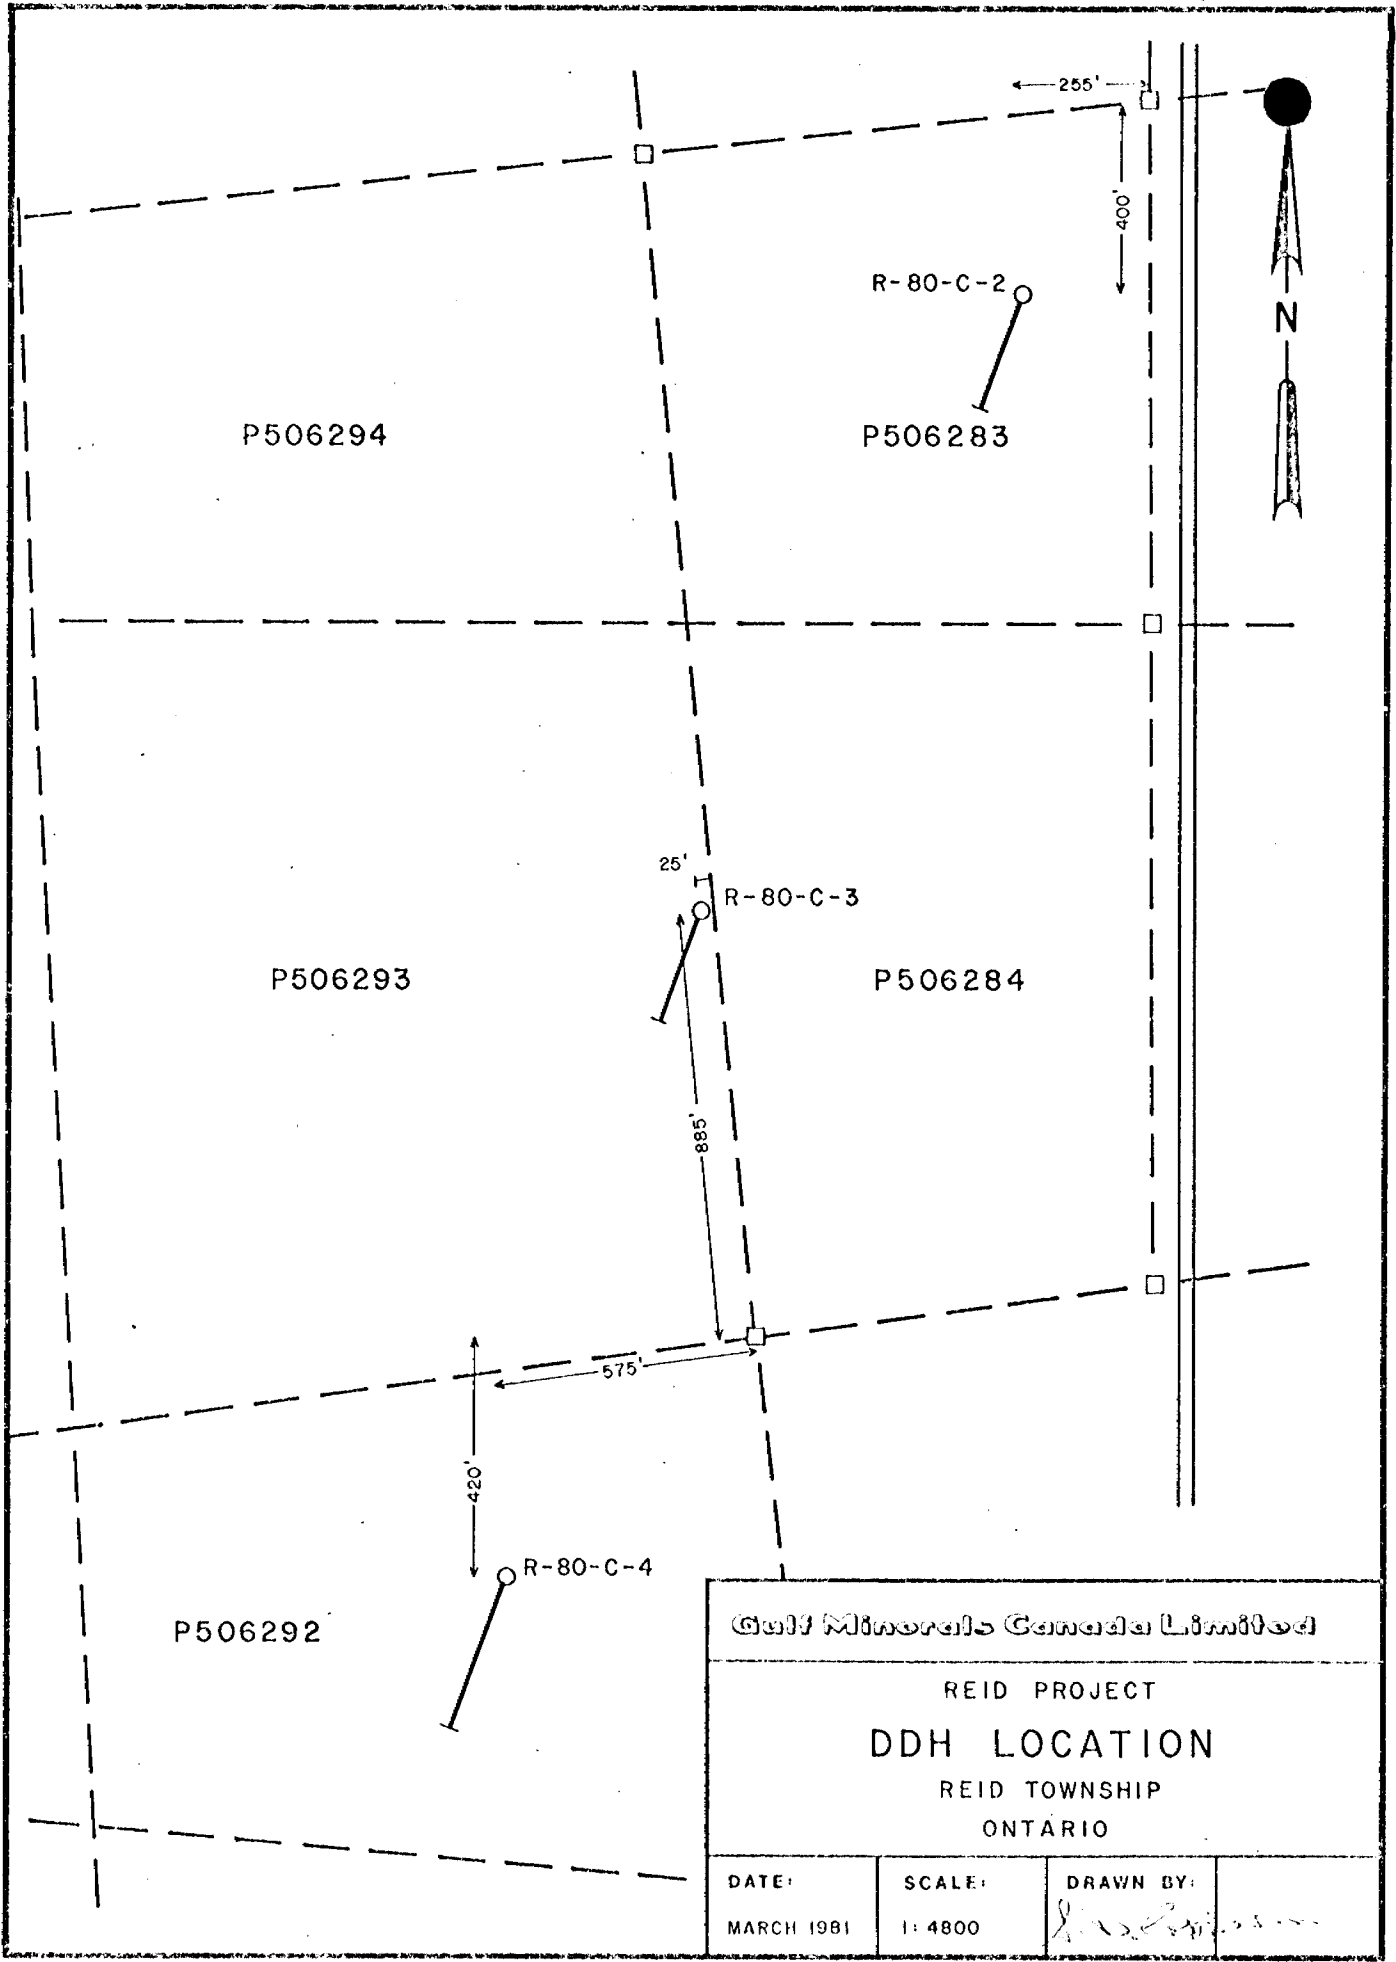 255'
400'
R-80-C-2
N
P506294
P506283
25'
R-80-C-3
P506293
P506284
885'
575'
420'
R-80-C-4
P506292
Gulf Minerals Canada Limited
REID PROJECT
DDH LOCATION
REID TOWNSHIP
ONTARIO
DATE:
SCALE:
DRAWN BY:
MARCH 1981
1:4800